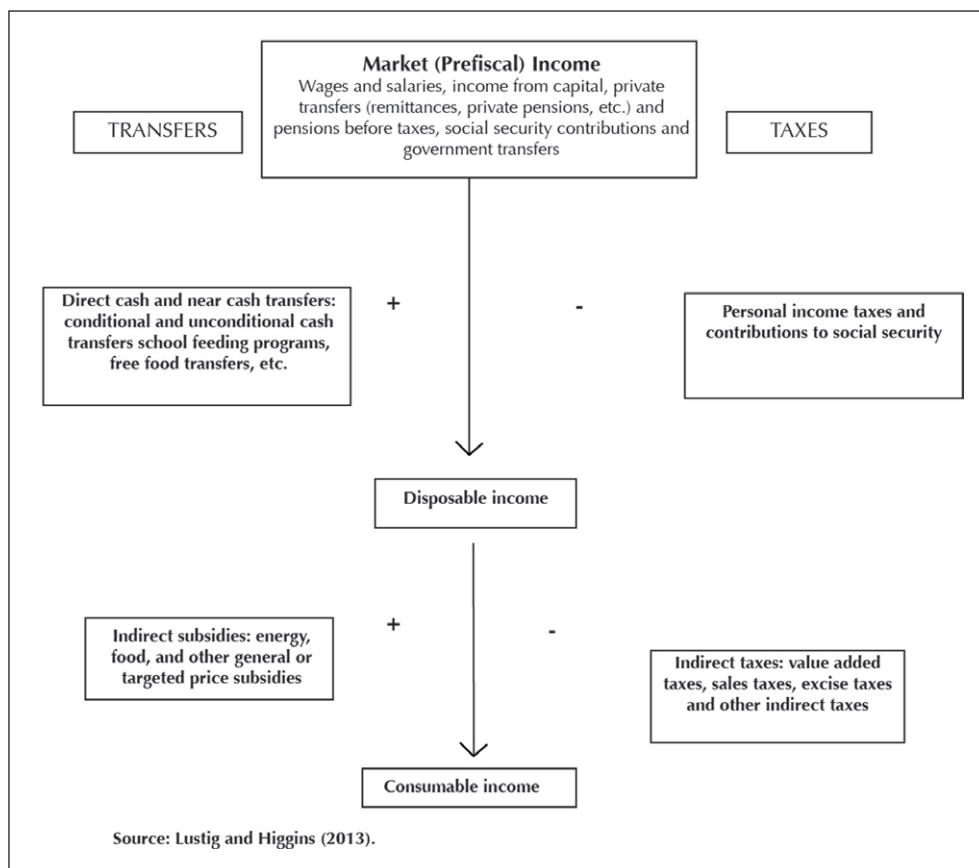 Market (Prefiscal) Income
Wages and salaries, income from capital, private
transfers (remittances, private pensions, etc.) and
pensions before taxes, social security contributions and
government transfers
TRANSFERS
TAXES
Direct cash and near cash transfers:
conditional and unconditional cash
transfers school feeding programs,
free food transfers, etc.
+
-
Personal income taxes and
contributions to social security
Disposable income
Indirect subsidies: energy,
food, and other general or
targeted price subsidies
+
-
Indirect taxes: value added
taxes, sales taxes, excise taxes
and other indirect taxes
Consumable income
Source: Lustig and Higgins (2013).